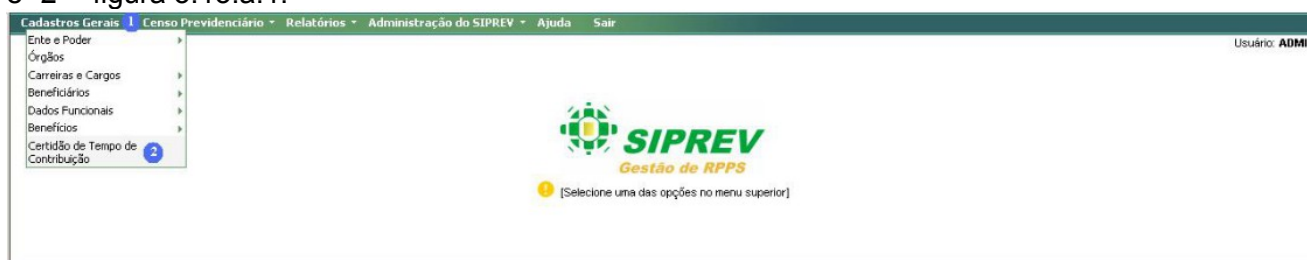 Cadastros Gerais 1 Censo Previdenciário Relatórios Administração do SIPREV Ajuda Sair
Usuário: ADMI
Ente e Poder
Órgãos
Carreiras e Cargos
Beneficiários
Dados Funcionais
Benefícios
Certidão de Tempo de
Contribuição 2
SIPREV
Gestão de RPPS
[Selecione uma das opções no menu superior]